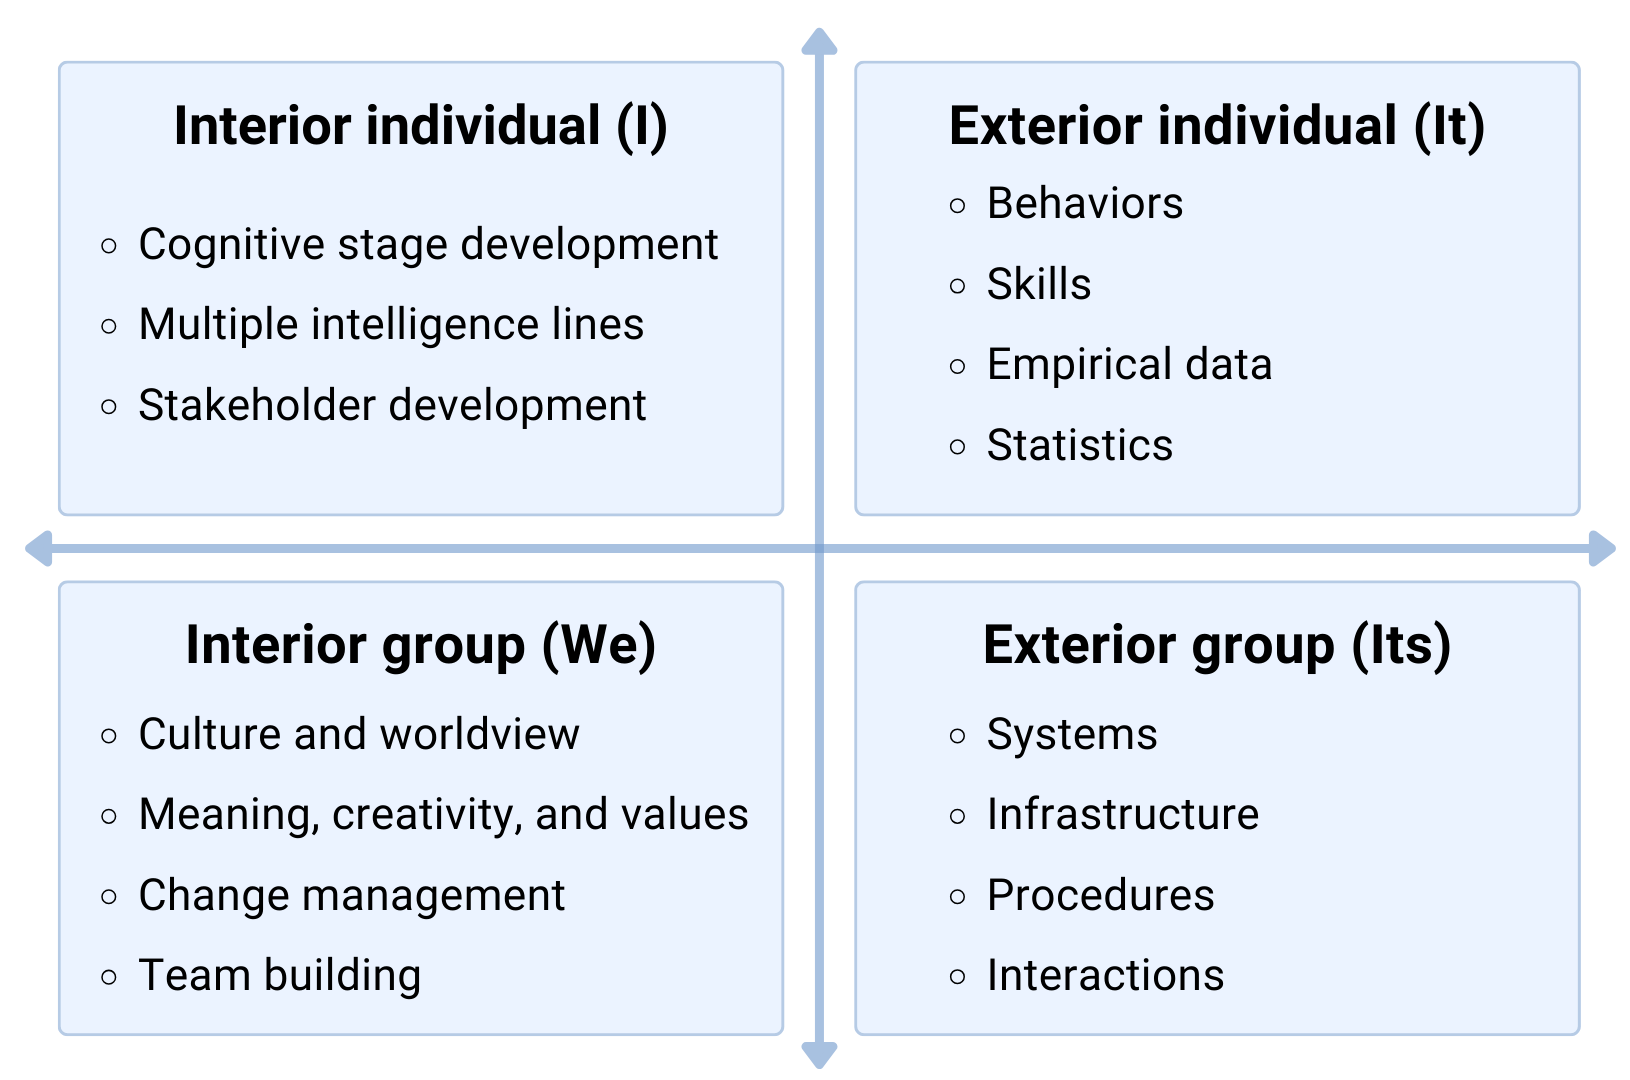 Interior individual (I)
Cognitive stage development
Multiple intelligence lines
Stakeholder development
Exterior individual (It)
Behaviors
Skills
Empirical data
Statistics
Interior group (We)
Culture and worldview
Meaning, creativity, and values
Change management
Team building
Exterior group (Its)
Systems
Infrastructure
Procedures
Interactions